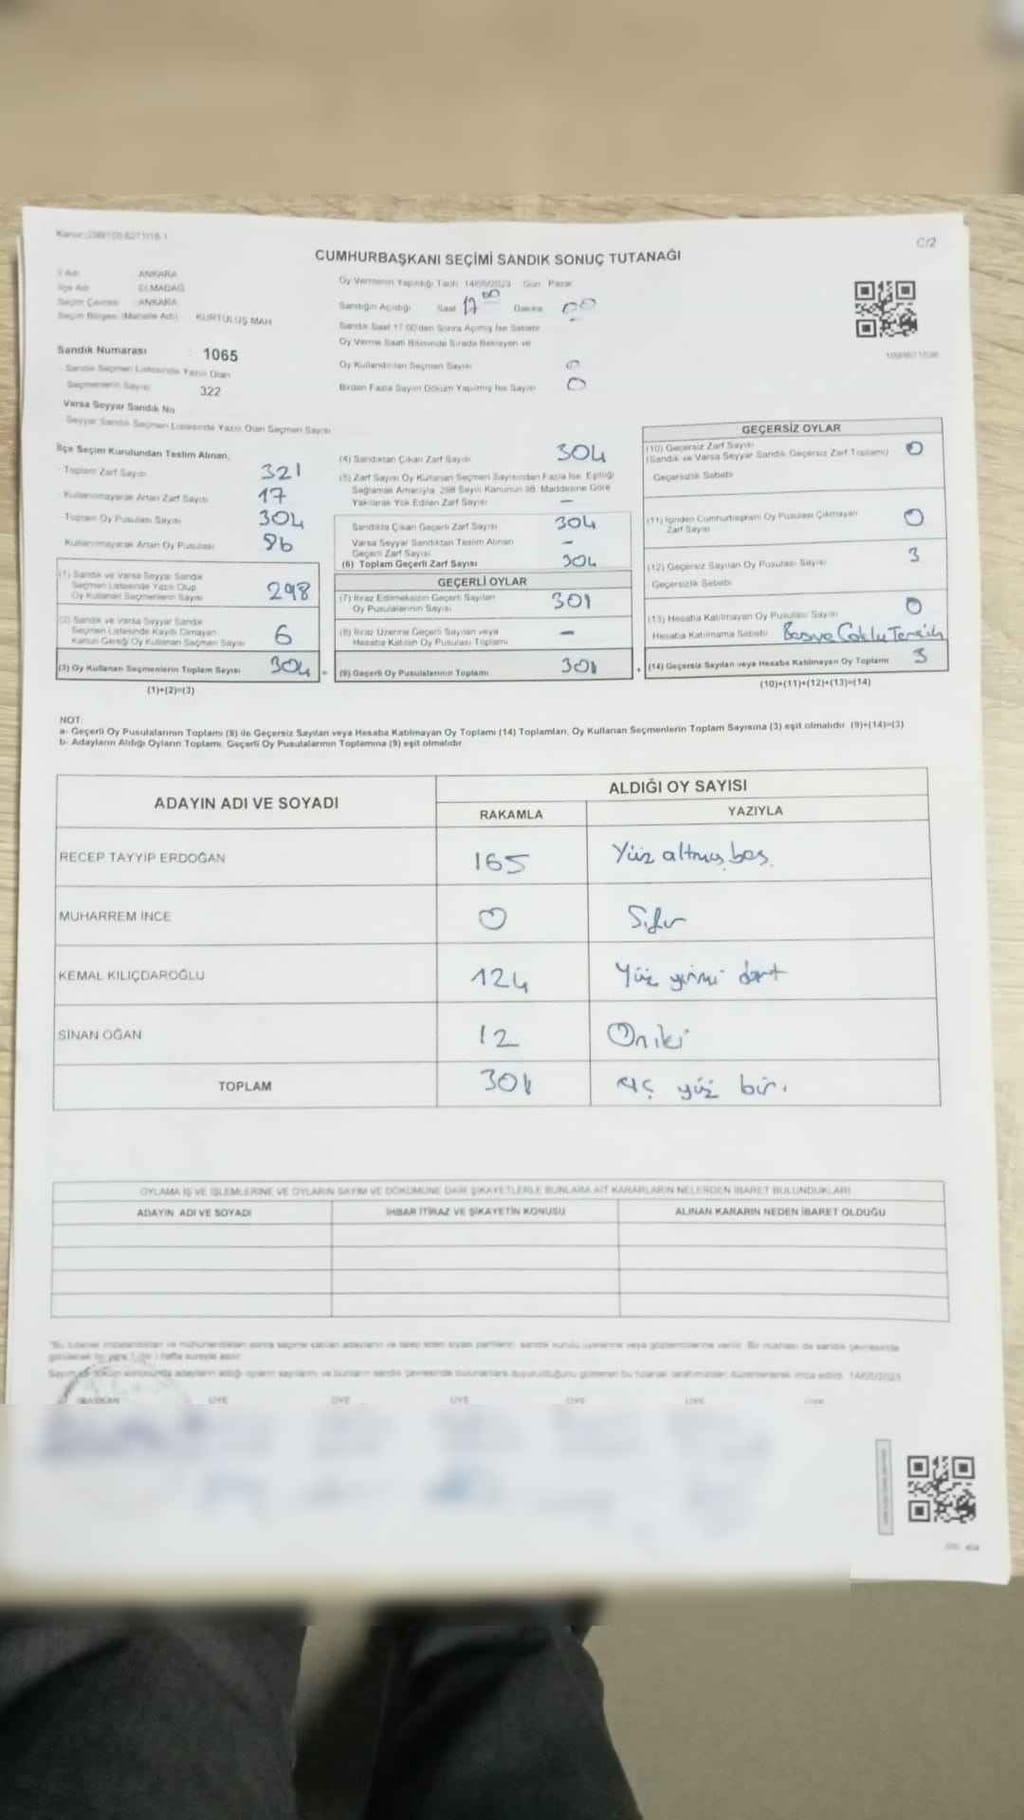 C/2
CUMHURBAŞKANI SEÇİMİ SANDIK SONUÇ TUTANAĞI
İl Adı: ANKARA
İlçe Adı ELMADAĞ
Seçim Çevresi ANKARA
Seçim Bölgesi (Mahalle Adı) KURTULUŞ MAH
Sandık Numarası : 1065
Sandık Seçmen Listesinde Yazılı Olan
Seçmenlerin Sayısı 322
Varsa Seyyar Sandık No
Seyyar Sandık Seçmen Listesinde Yazılı Olan Seçmen Sayısı
Oy Vermenin Yapıldığı Tarih 14/05/2023 Gün Pazar
Sandığın Açıldığı Saat 17 00 Dakika 00
Sandık Saat 17.00'den Sonra Açılmış İse Sebebi
Oy Verme Saati Bitiminde Sırada Bekleyen ve
Oy Kullandırılan Seçmen Sayısı 0
Birden Fazla Sayım Döküm Yapılmış İse Sayısı 0
İlçe Seçim Kurulundan Teslim Alınan,
Toplam Zarf Sayısı 321
Kullanılmayarak Artan Zarf Sayısı 17
Toplam Oy Pusulası Sayısı 304
Kullanılmayarak Artan Oy Pusulası 86
(1) Sandık ve Varsa Seyyar Sandık
Seçmen Listesinde Yazılı Olup
Oy Kullanan Seçmenlerin Sayısı 298
(2) Sandık ve Varsa Seyyar Sandık
Seçmen Listesinde Kayıtlı Olmayan
Kanun Gereği Oy Kullanan Seçmen Sayısı 6
(3) Oy Kullanan Seçmenlerin Toplam Sayısı 304 =
(1)+(2)=(3)
(4) Sandıktan Çıkan Zarf Sayısı 304
(5) Zarf Sayısı Oy Kullanan Seçmen Sayısından Fazla İse, Eşitliği
Sağlamak Amacıyla, 298 Sayılı Kanunun 98. Maddesine Göre
Yakılarak Yok Edilen Zarf Sayısı –
Sandıkta Çıkan Geçerli Zarf Sayısı 304
Varsa Seyyar Sandıktan Teslim Alınan
Geçerli Zarf Sayısı –
(6) Toplam Geçerli Zarf Sayısı 304
GEÇERLİ OYLAR
(7) İtiraz Edilmeksizin Geçerli Sayılan
Oy Pusulalarının Sayısı 301
(8) İtiraz Üzerine Geçerli Sayılan veya
Hesaba Katılan Oy Pusulası Toplamı –
(9) Geçerli Oy Pusulalarının Toplamı 301 +
GEÇERSİZ OYLAR
(10) Geçersiz Zarf Sayısı 0
(Sandık ve Varsa Seyyar Sandık Geçersiz Zarf Toplamı)
Geçersizlik Sebebi
(11) İçinden Cumhurbaşkanı Oy Pusulası Çıkmayan
Zarf Sayısı 0
(12) Geçersiz Sayılan Oy Pusulası Sayısı 3
Geçersizlik Sebebi
(13) Hesaba Katılmayan Oy Pusulası Sayısı 0
Hesaba Katılmama Sebebi
(14) Geçersiz Sayılan veya Hesaba Katılmayan Oy Toplamı 3
(10)+(11)+(12)+(13)=(14)
NOT:
a- Geçerli Oy Pusulalarının Toplamı (9) ile Geçersiz Sayılan veya Hesaba Katılmayan Oy Toplamı (14) Toplamları, Oy Kullanan Seçmenlerin Toplam Sayısına (3) eşit olmalıdır. (9)+(14)=(3)
b- Adayların Aldığı Oyların Toplamı, Geçerli Oy Pusulalarının Toplamına (9) eşit olmalıdır
ADAYIN ADI VE SOYADI
ALDIĞI OY SAYISI
RAKAMLA YAZIYLA
RECEP TAYYİP ERDOĞAN 165 Yüz altmış beş
MUHARREM İNCE 0 Sıfır
KEMAL KILIÇDAROĞLU 124 Yüz yirmi dört
SİNAN OĞAN 12 Oniki
TOPLAM 301 üç yüz bir.
OYLAMA İŞ VE İŞLEMLERİNE VE OYLARIN SAYIM VE DÖKÜMÜNE DAİR ŞİKAYETLERLE BUNLARA AİT KARARLARIN NELERDEN İBARET BULUNDUKLARI
ADAYIN ADI VE SOYADI İHBAR İTİRAZ VE ŞİKAYETİN KONUSU ALINAN KARARIN NEDEN İBARET OLDUĞU
BAŞKAN ÜYE ÜYE ÜYE ÜYE ÜYE ÜYE